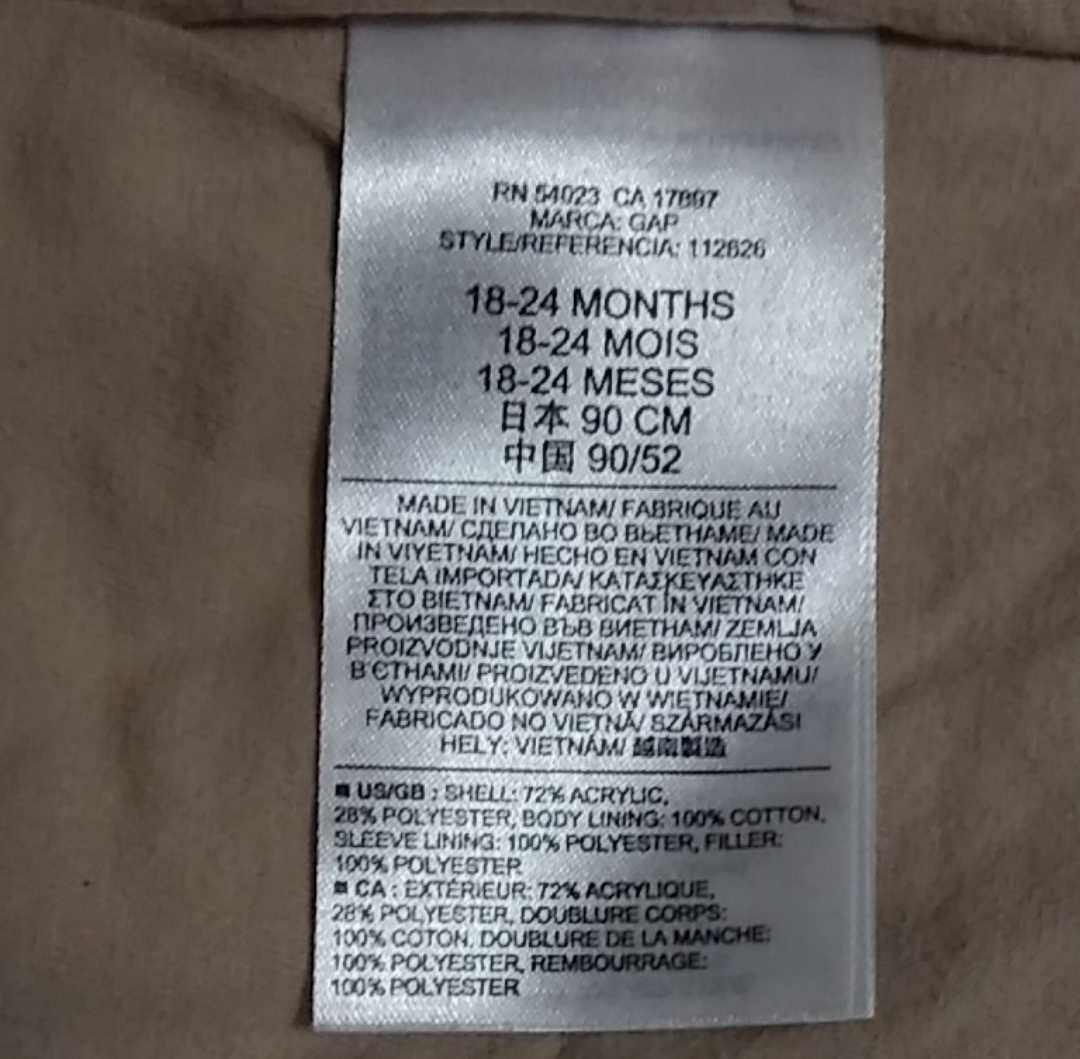 RN 54023 CA 17897
MARCA: GAP
STYLE/REFERENCIA: 112626
18-24 MONTHS
18-24 MOIS
18-24 MESES
日本 90 CM
中国 90/52
MADE IN VIETNAM/ FABRIQUE AU
VIETNAM/ СДЕЛАНО ВО ВЬЕТНАМЕ/ MADE
IN VIYETNAM/ HECHO EN VIETNAM CON
TELA IMPORTADA/ ΚΑΤΑΣΚΕΥΑΣΤΗΚΕ
ΣΤΟ ΒΙΕΤΝΑΜ/ FABRICAT ÎN VIETNAM/
ПРОИЗВЕДЕНО ВЪВ ВИЕТНАМ/ ZEMLJA
PROIZVODNJE VIJETNAM/ ВИРОБЛЕНО У
В'ЄТНАМІ/ PROIZVEDENO U VIJETNAMU/
WYPRODUKOWANO W WIETNAMIE/
FABRICADO NO VIETNÃ/ SZÁRMAZÁSI
HELY: VIETNÁM/ 越南製造
■ US/GB : SHELL: 72% ACRYLIC,
28% POLYESTER, BODY LINING: 100% COTTON,
SLEEVE LINING: 100% POLYESTER, FILLER:
100% POLYESTER
■ CA : EXTÉRIEUR: 72% ACRYLIQUE,
28% POLYESTER, DOUBLURE CORPS:
100% COTON, DOUBLURE DE LA MANCHE:
100% POLYESTER, REMBOURRAGE:
100% POLYESTER